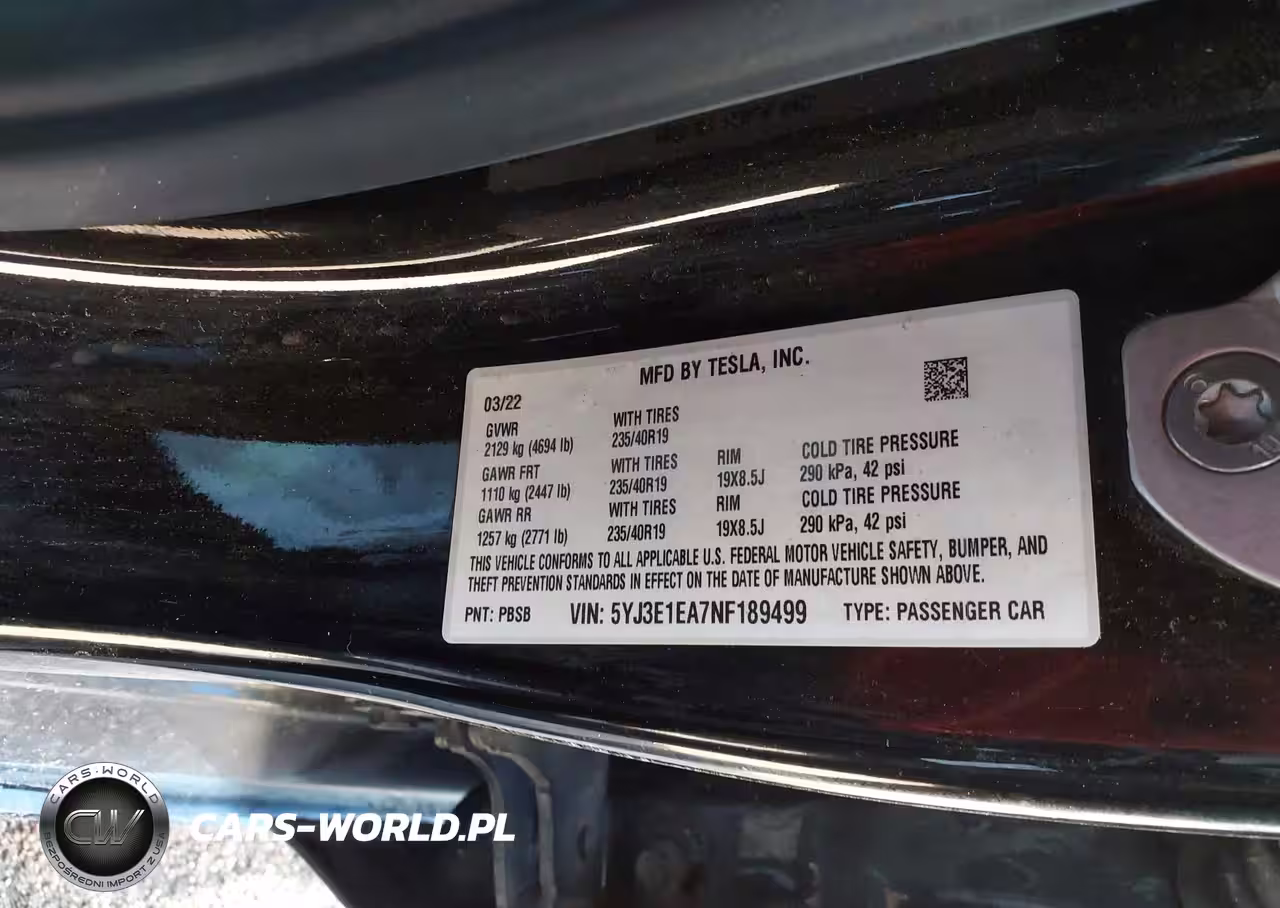 MFD BY TESLA, INC.
03/22
GVWR WITH TIRES
2129 kg (4694 lb) 235/40R19
GAWR FRT WITH TIRES RIM COLD TIRE PRESSURE
1110 kg (2447 lb) 235/40R19 19X8.5J 290 kPa, 42 psi
GAWR RR WITH TIRES RIM COLD TIRE PRESSURE
1257 kg (2771 lb) 235/40R19 19X8.5J 290 kPa, 42 psi
THIS VEHICLE CONFORMS TO ALL APPLICABLE U.S. FEDERAL MOTOR VEHICLE SAFETY, BUMPER, AND
THEFT PREVENTION STANDARDS IN EFFECT ON THE DATE OF MANUFACTURE SHOWN ABOVE.
PNT: PBSB VIN: 5YJ3E1EA7NF189499 TYPE: PASSENGER CAR
CARS-WORLD
CW
BEZPOŚREDNI IMPORT Z USA
CARS-WORLD.PL